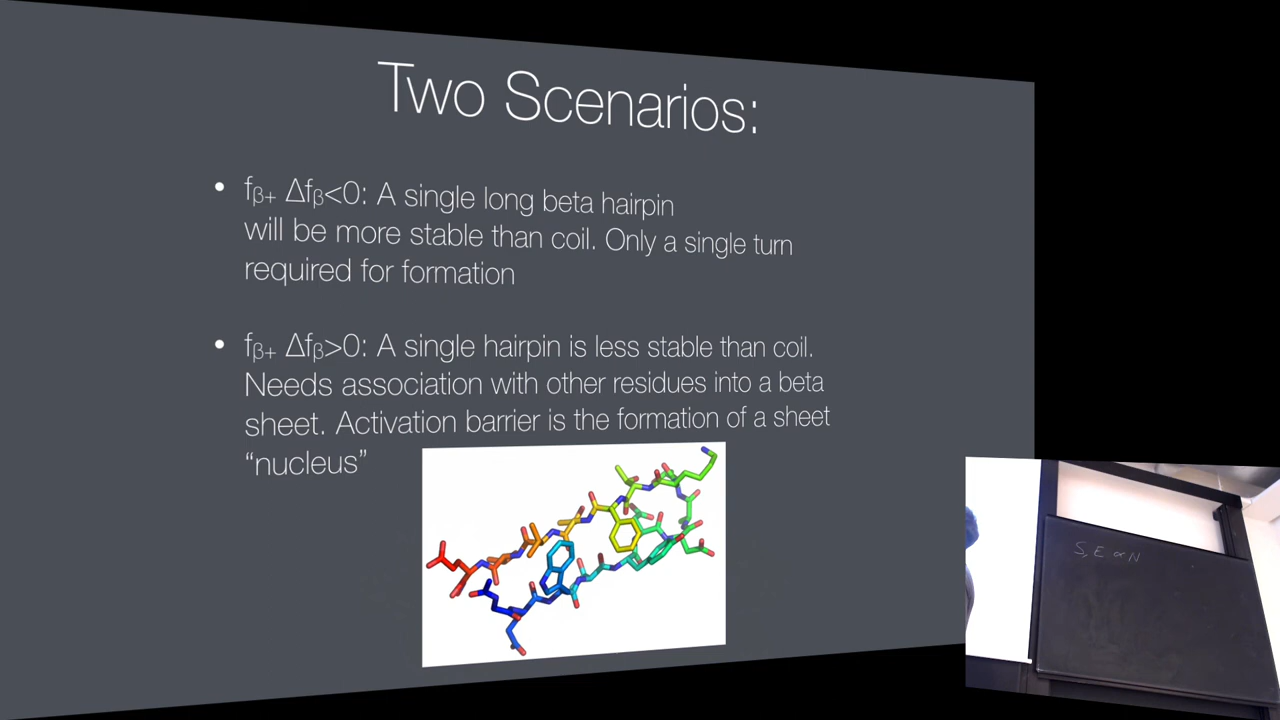 Two Scenarios:
• fβ+ Δfβ<0: A single long beta hairpin
will be more stable than coil. Only a single turn
required for formation
• fβ+ Δfβ>0: A single hairpin is less stable than coil.
Needs association with other residues into a beta
sheet. Activation barrier is the formation of a sheet
“nucleus”
S, E or N